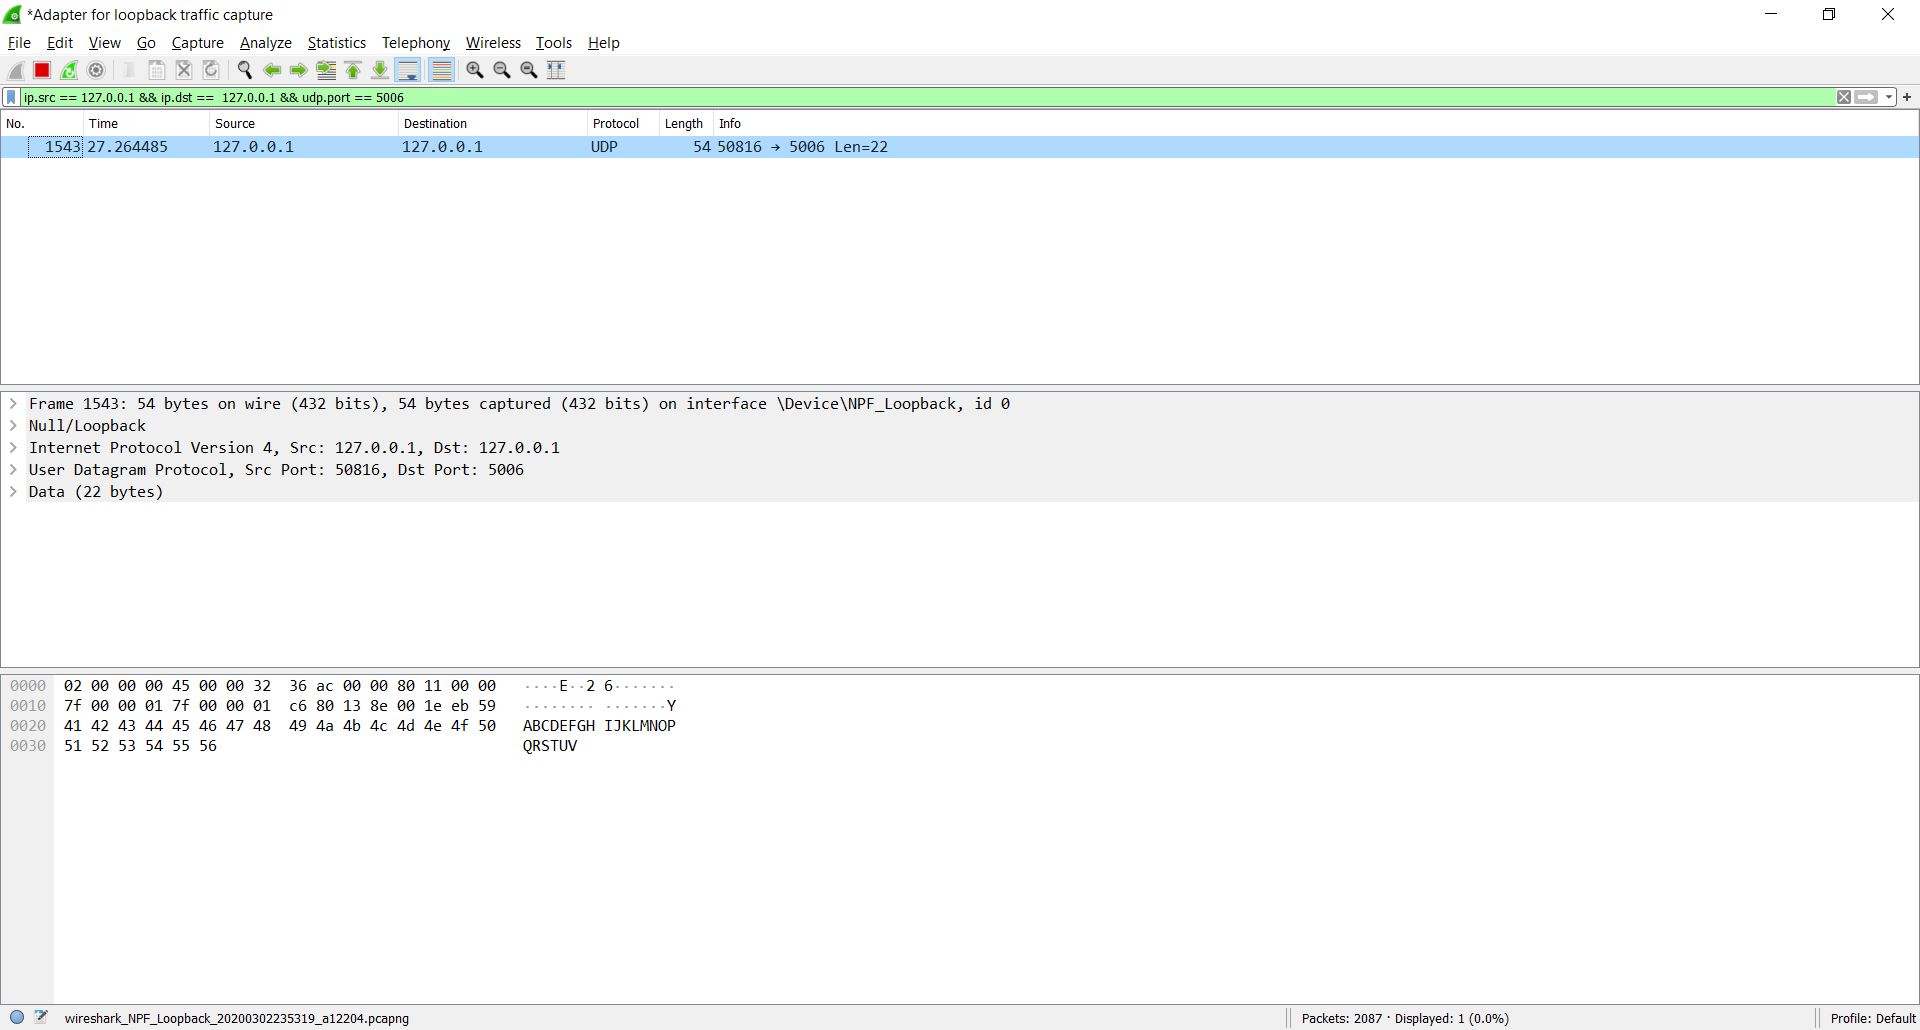 *Adapter for loopback traffic capture
File Edit View Go Capture Analyze Statistics Telephony Wireless Tools Help
ip.src == 127.0.0.1 && ip.dst ==  127.0.0.1 && udp.port == 5006
No. Time Source Destination Protocol Length Info
1543 27.264485 127.0.0.1 127.0.0.1 UDP 54 50816 → 5006 Len=22
Frame 1543: 54 bytes on wire (432 bits), 54 bytes captured (432 bits) on interface \Device\NPF_Loopback, id 0
Null/Loopback
Internet Protocol Version 4, Src: 127.0.0.1, Dst: 127.0.0.1
User Datagram Protocol, Src Port: 50816, Dst Port: 5006
Data (22 bytes)
0000 02 00 00 00 45 00 00 32 36 ac 00 00 80 11 00 00 ····E··2 6·······
0010 7f 00 00 01 7f 00 00 01 c6 80 13 8e 00 1e eb 59 ········ ·······Y
0020 41 42 43 44 45 46 47 48 49 4a 4b 4c 4d 4e 4f 50 ABCDEFGH IJKLMNOP
0030 51 52 53 54 55 56 QRSTUV
wireshark_NPF_Loopback_20200302235319_a12204.pcapng Packets: 2087 · Displayed: 1 (0.0%) Profile: Default